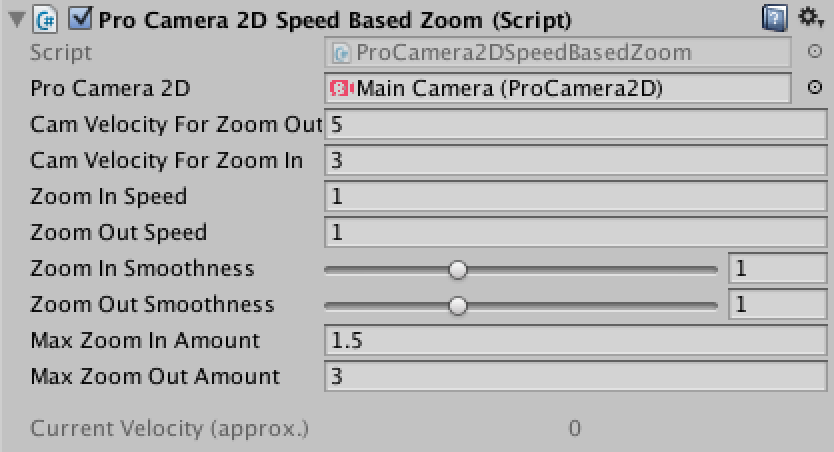 Pro Camera 2D Speed Based Zoom (Script)
Script ProCamera2DSpeedBasedZoom
Pro Camera 2D Main Camera (ProCamera2D)
Cam Velocity For Zoom Out 5
Cam Velocity For Zoom In 3
Zoom In Speed 1
Zoom Out Speed 1
Zoom In Smoothness 1
Zoom Out Smoothness 1
Max Zoom In Amount 1.5
Max Zoom Out Amount 3
Current Velocity (approx.) 0